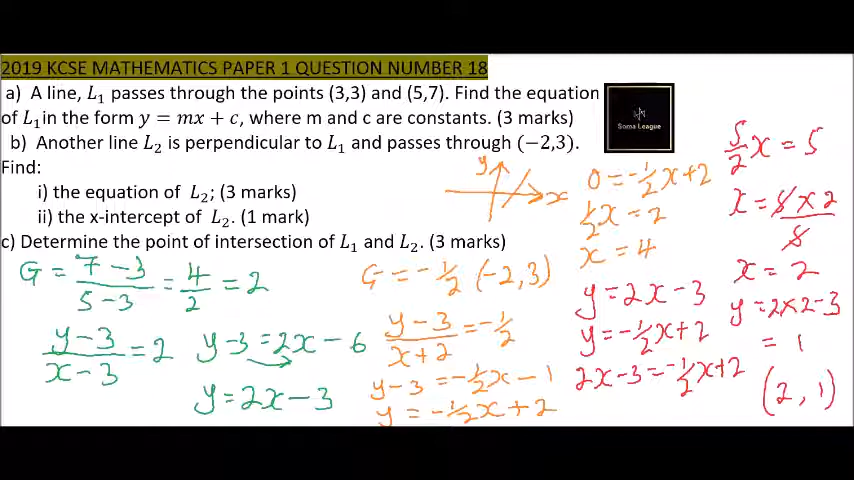 2019 KCSE MATHEMATICS PAPER 1 QUESTION NUMBER 18
a) A line, L₁ passes through the points (3,3) and (5,7). Find the equation
of L₁in the form y = mx + c, where m and c are constants. (3 marks)
b) Another line L₂ is perpendicular to L₁ and passes through (−2,3).
Find:
i) the equation of L₂; (3 marks)
ii) the x-intercept of L₂. (1 mark)
c) Determine the point of intersection of L₁ and L₂. (3 marks)
Soma League
G = (7−3)/(5−3) = 4/2 = 2
(y−3)/(x−3) = 2
y−3 = 2x − 6
y = 2x − 3
y
x
G = −1/2 (−2,3)
(y−3)/(x+2) = −1/2
y−3 = −1/2x − 1
y = −1/2x + 2
0 = −1/2x + 2
1/2x = 2
x = 4
y = 2x − 3
y = −1/2x + 2
2x−3 = −1/2x + 2
5/2x = 5
x = (5 × 2)/5
x = 2
y = 2×2−3
= 1
(2, 1)